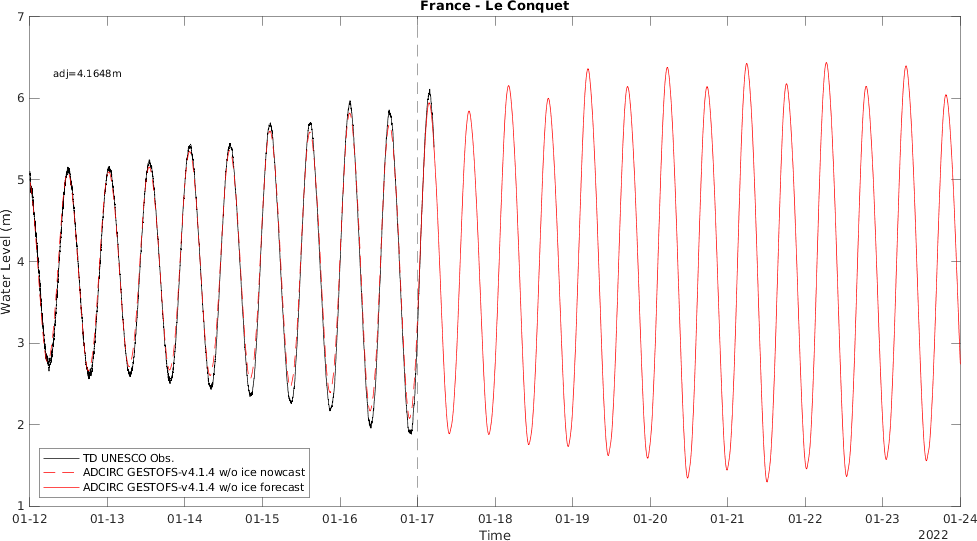 France - Le Conquet
adj=4.1648m
Water Level (m)
7
6
5
4
3
2
1
TD UNESCO Obs.
ADCIRC GESTOFS-v4.1.4 w/o ice nowcast
ADCIRC GESTOFS-v4.1.4 w/o ice forecast
01-12 01-13 01-14 01-15 01-16 01-17 01-18 01-19 01-20 01-21 01-22 01-23 01-24
Time
2022